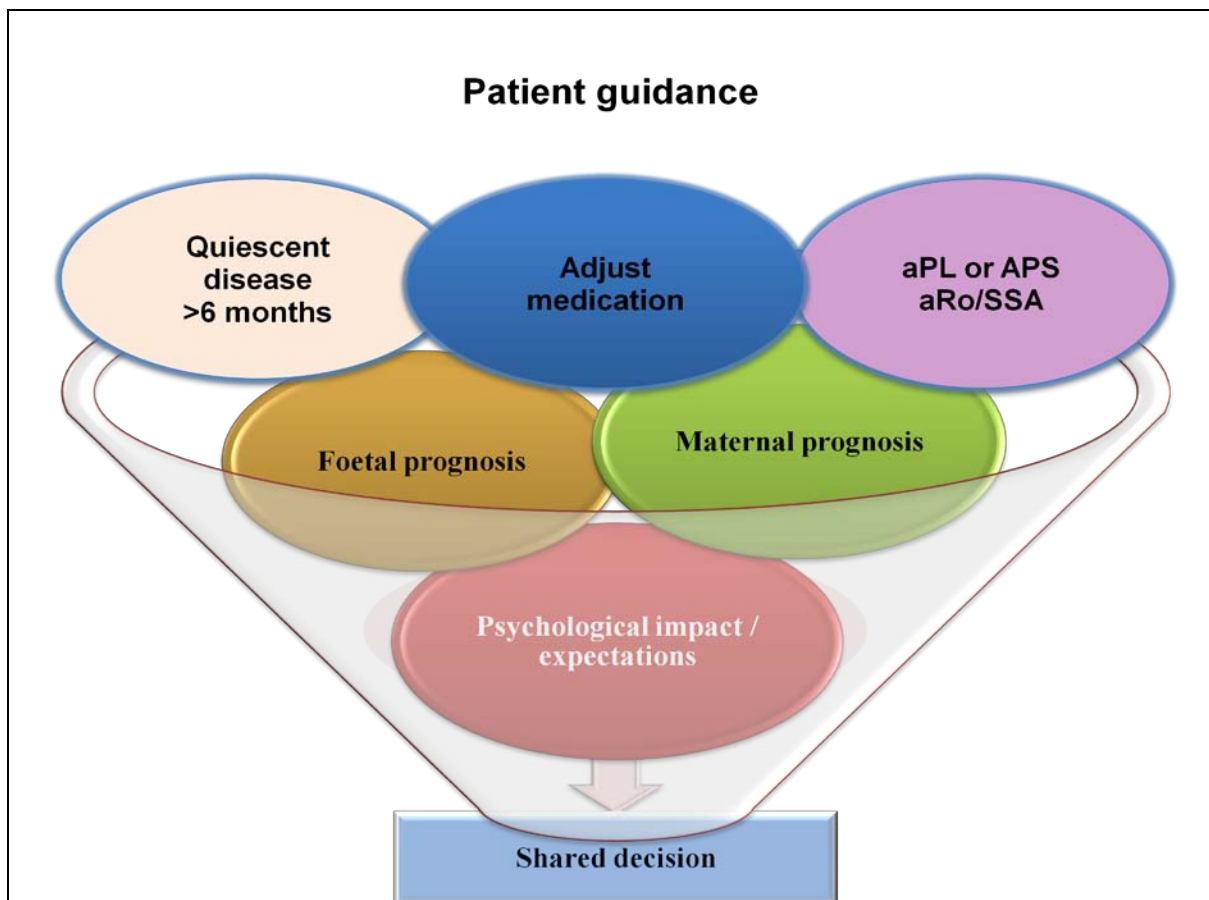 Patient guidance
Quiescent
disease
>6 months
Adjust
medication
aPL or APS
aRo/SSA
Foetal prognosis
Maternal prognosis
Psychological impact /
expectations
Shared decision